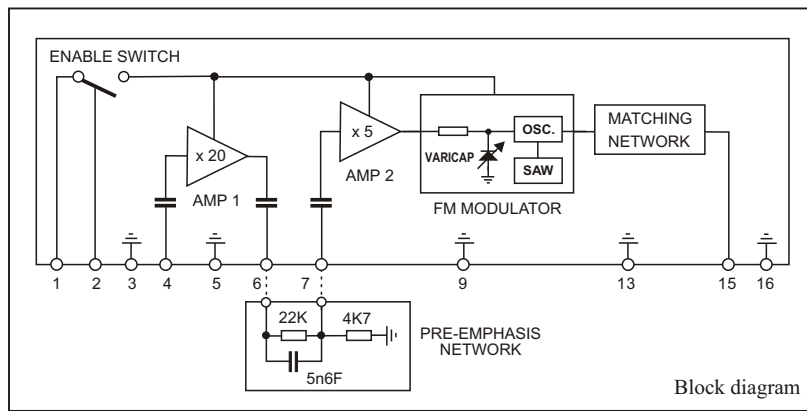 ENABLE SWITCH
x 20
AMP 1
x 5
AMP 2
VARICAP
OSC.
SAW
FM MODULATOR
MATCHING
NETWORK
1 2 3 4 5 6 7 9 13 15 16
22K
4K7
5n6F
PRE-EMPHASIS
NETWORK
Block diagram